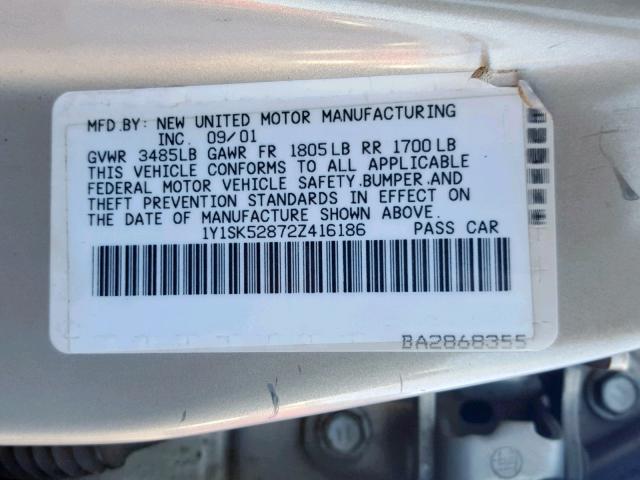 MFD.BY: NEW UNITED MOTOR MANUFACTURING
INC. 09/01
GVWR 3485LB GAWR FR 1805LB RR 1700LB
THIS VEHICLE CONFORMS TO ALL APPLICABLE
FEDERAL MOTOR VEHICLE SAFETY.BUMPER.AND
THEFT PREVENTION STANDARDS IN EFFECT ON
THE DATE OF MANUFACTURE SHOWN ABOVE.
1Y1SK52872Z416186 PASS CAR
BA2868355